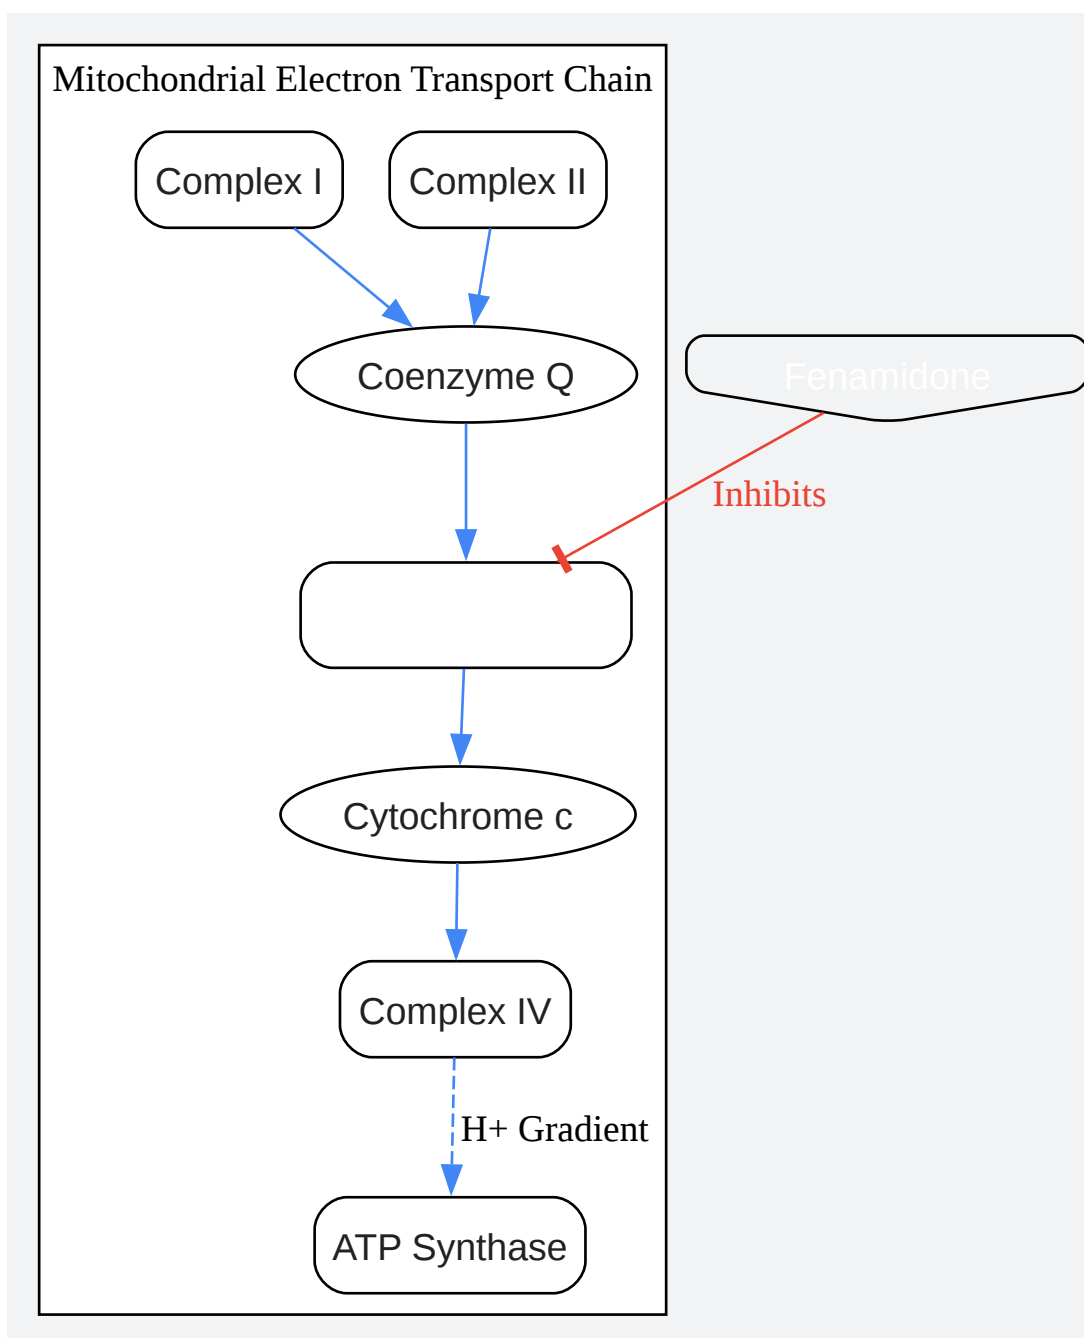 Mitochondrial Electron Transport Chain
Complex I
Complex II
Coenzyme Q
Fenamidone
Inhibits
Cytochrome c
Complex IV
H+ Gradient
ATP Synthase